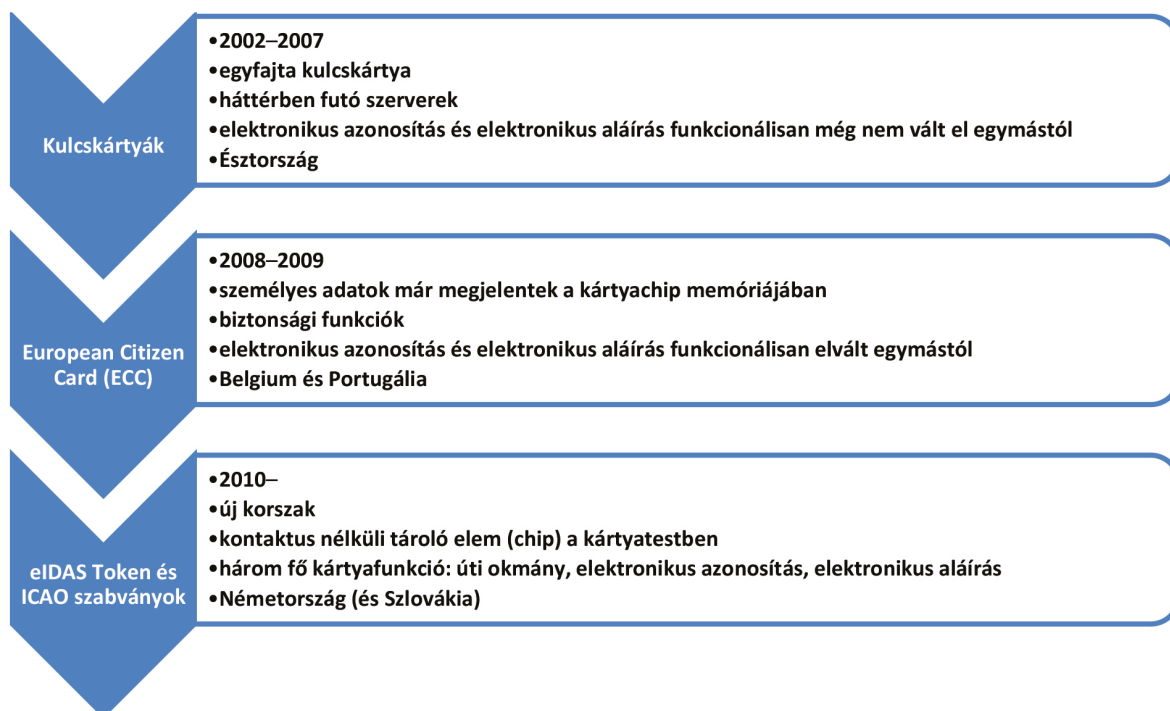 Kulcskártyák
•2002–2007
•egyfajta kulcskártya
•háttérben futó szerverek
•elektronikus azonosítás és elektronikus aláírás funkcionálisan még nem vált el egymástól
•Észtország
European Citizen
Card (ECC)
•2008–2009
•személyes adatok már megjelentek a kártyachip memóriájában
•biztonsági funkciók
•elektronikus azonosítás és elektronikus aláírás funkcionálisan elvált egymástól
•Belgium és Portugália
eIDAS Token és
ICAO szabványok
•2010–
•új korszak
•kontaktus nélküli tároló elem (chip) a kártyatestben
•három fő kártyafunkció: úti okmány, elektronikus azonosítás, elektronikus aláírás
•Németország (és Szlovákia)